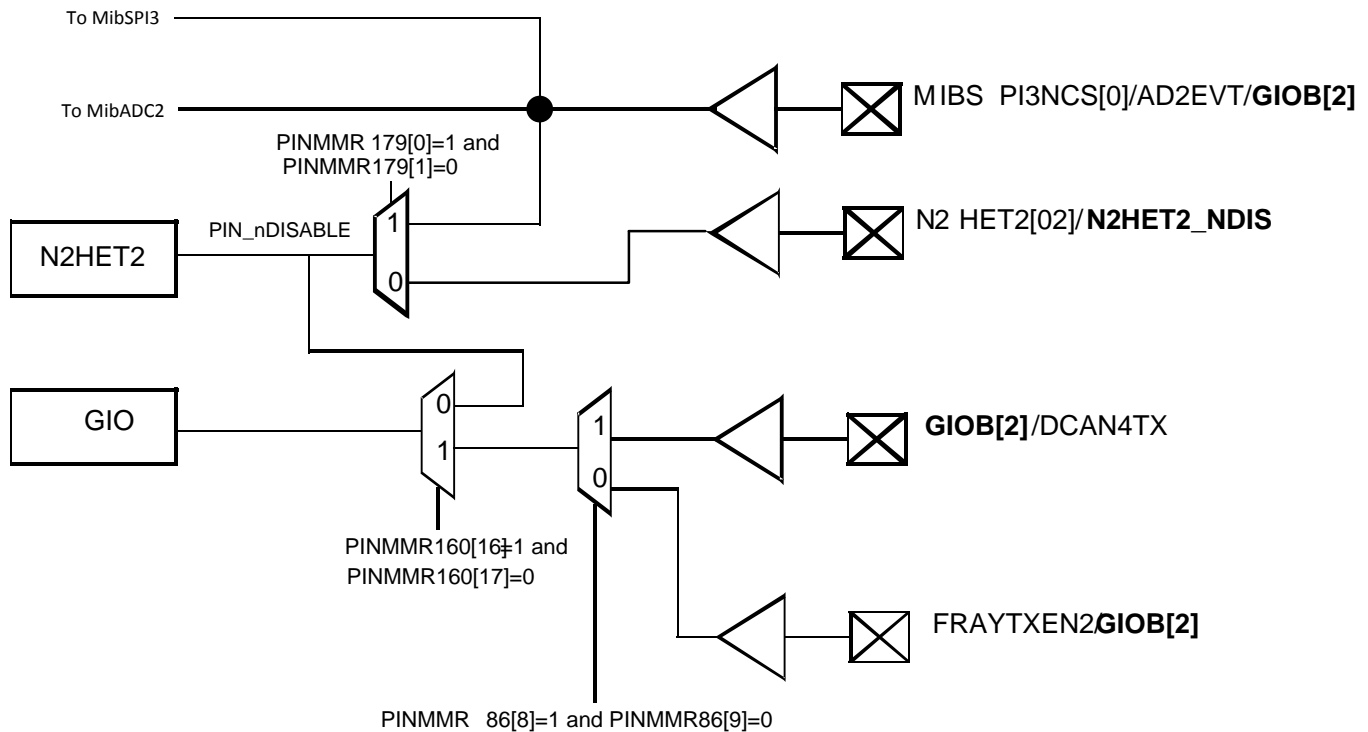 To MibSPI3
MIBS PI3NCS[0]/AD2EVT/GIOB[2]
To MibADC2
PINMMR 179[0]=1 and
PINMMR179[1]=0
1
0
PIN_nDISABLE
N2HET2
N2 HET2[02]/N2HET2_NDIS
GIO
0
1
1
0
GIOB[2]/DCAN4TX
PINMMR160[16]=1 and
PINMMR160[17]=0
FRAYTXEN2/GIOB[2]
PINMMR 86[8]=1 and PINMMR86[9]=0